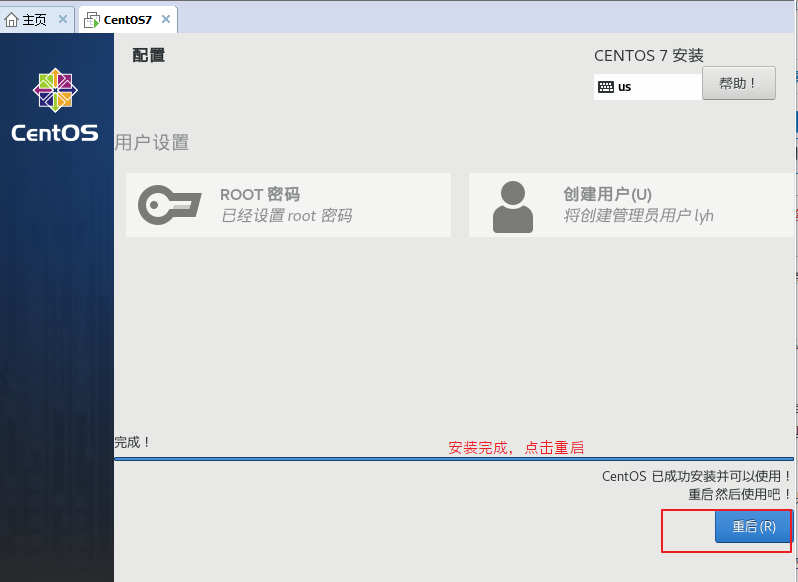 主页
CentOS7
配置
CENTOS 7 安装
us
帮助！
CentOS
用户设置
ROOT 密码
已经设置 root 密码
创建用户(U)
将创建管理员用户 lyh
完成！
安装完成，点击重启
CentOS 已成功安装并可以使用！
重启然后使用吧！
重启(R)